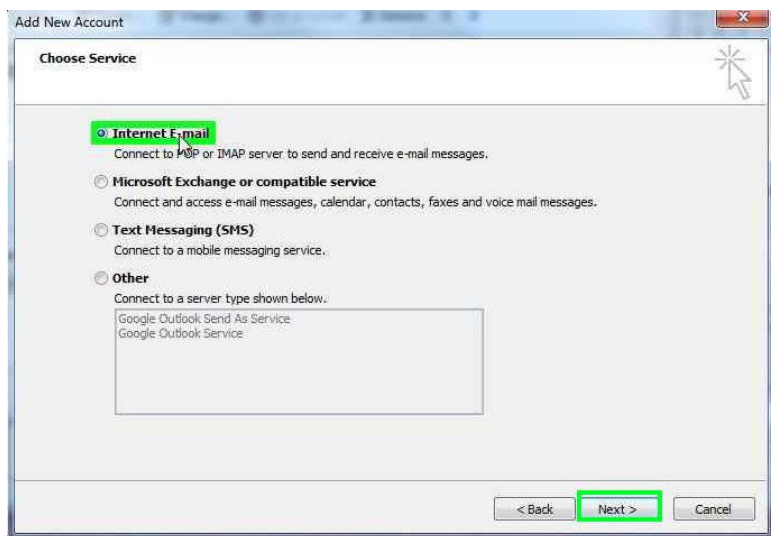 Add New Account
Choose Service
Internet E-mail
Connect to POP or IMAP server to send and receive e-mail messages.
Microsoft Exchange or compatible service
Connect and access e-mail messages, calendar, contacts, faxes and voice mail messages.
Text Messaging (SMS)
Connect to a mobile messaging service.
Other
Connect to a server type shown below.
Google Outlook Send As Service
Google Outlook Service
< Back Next > Cancel